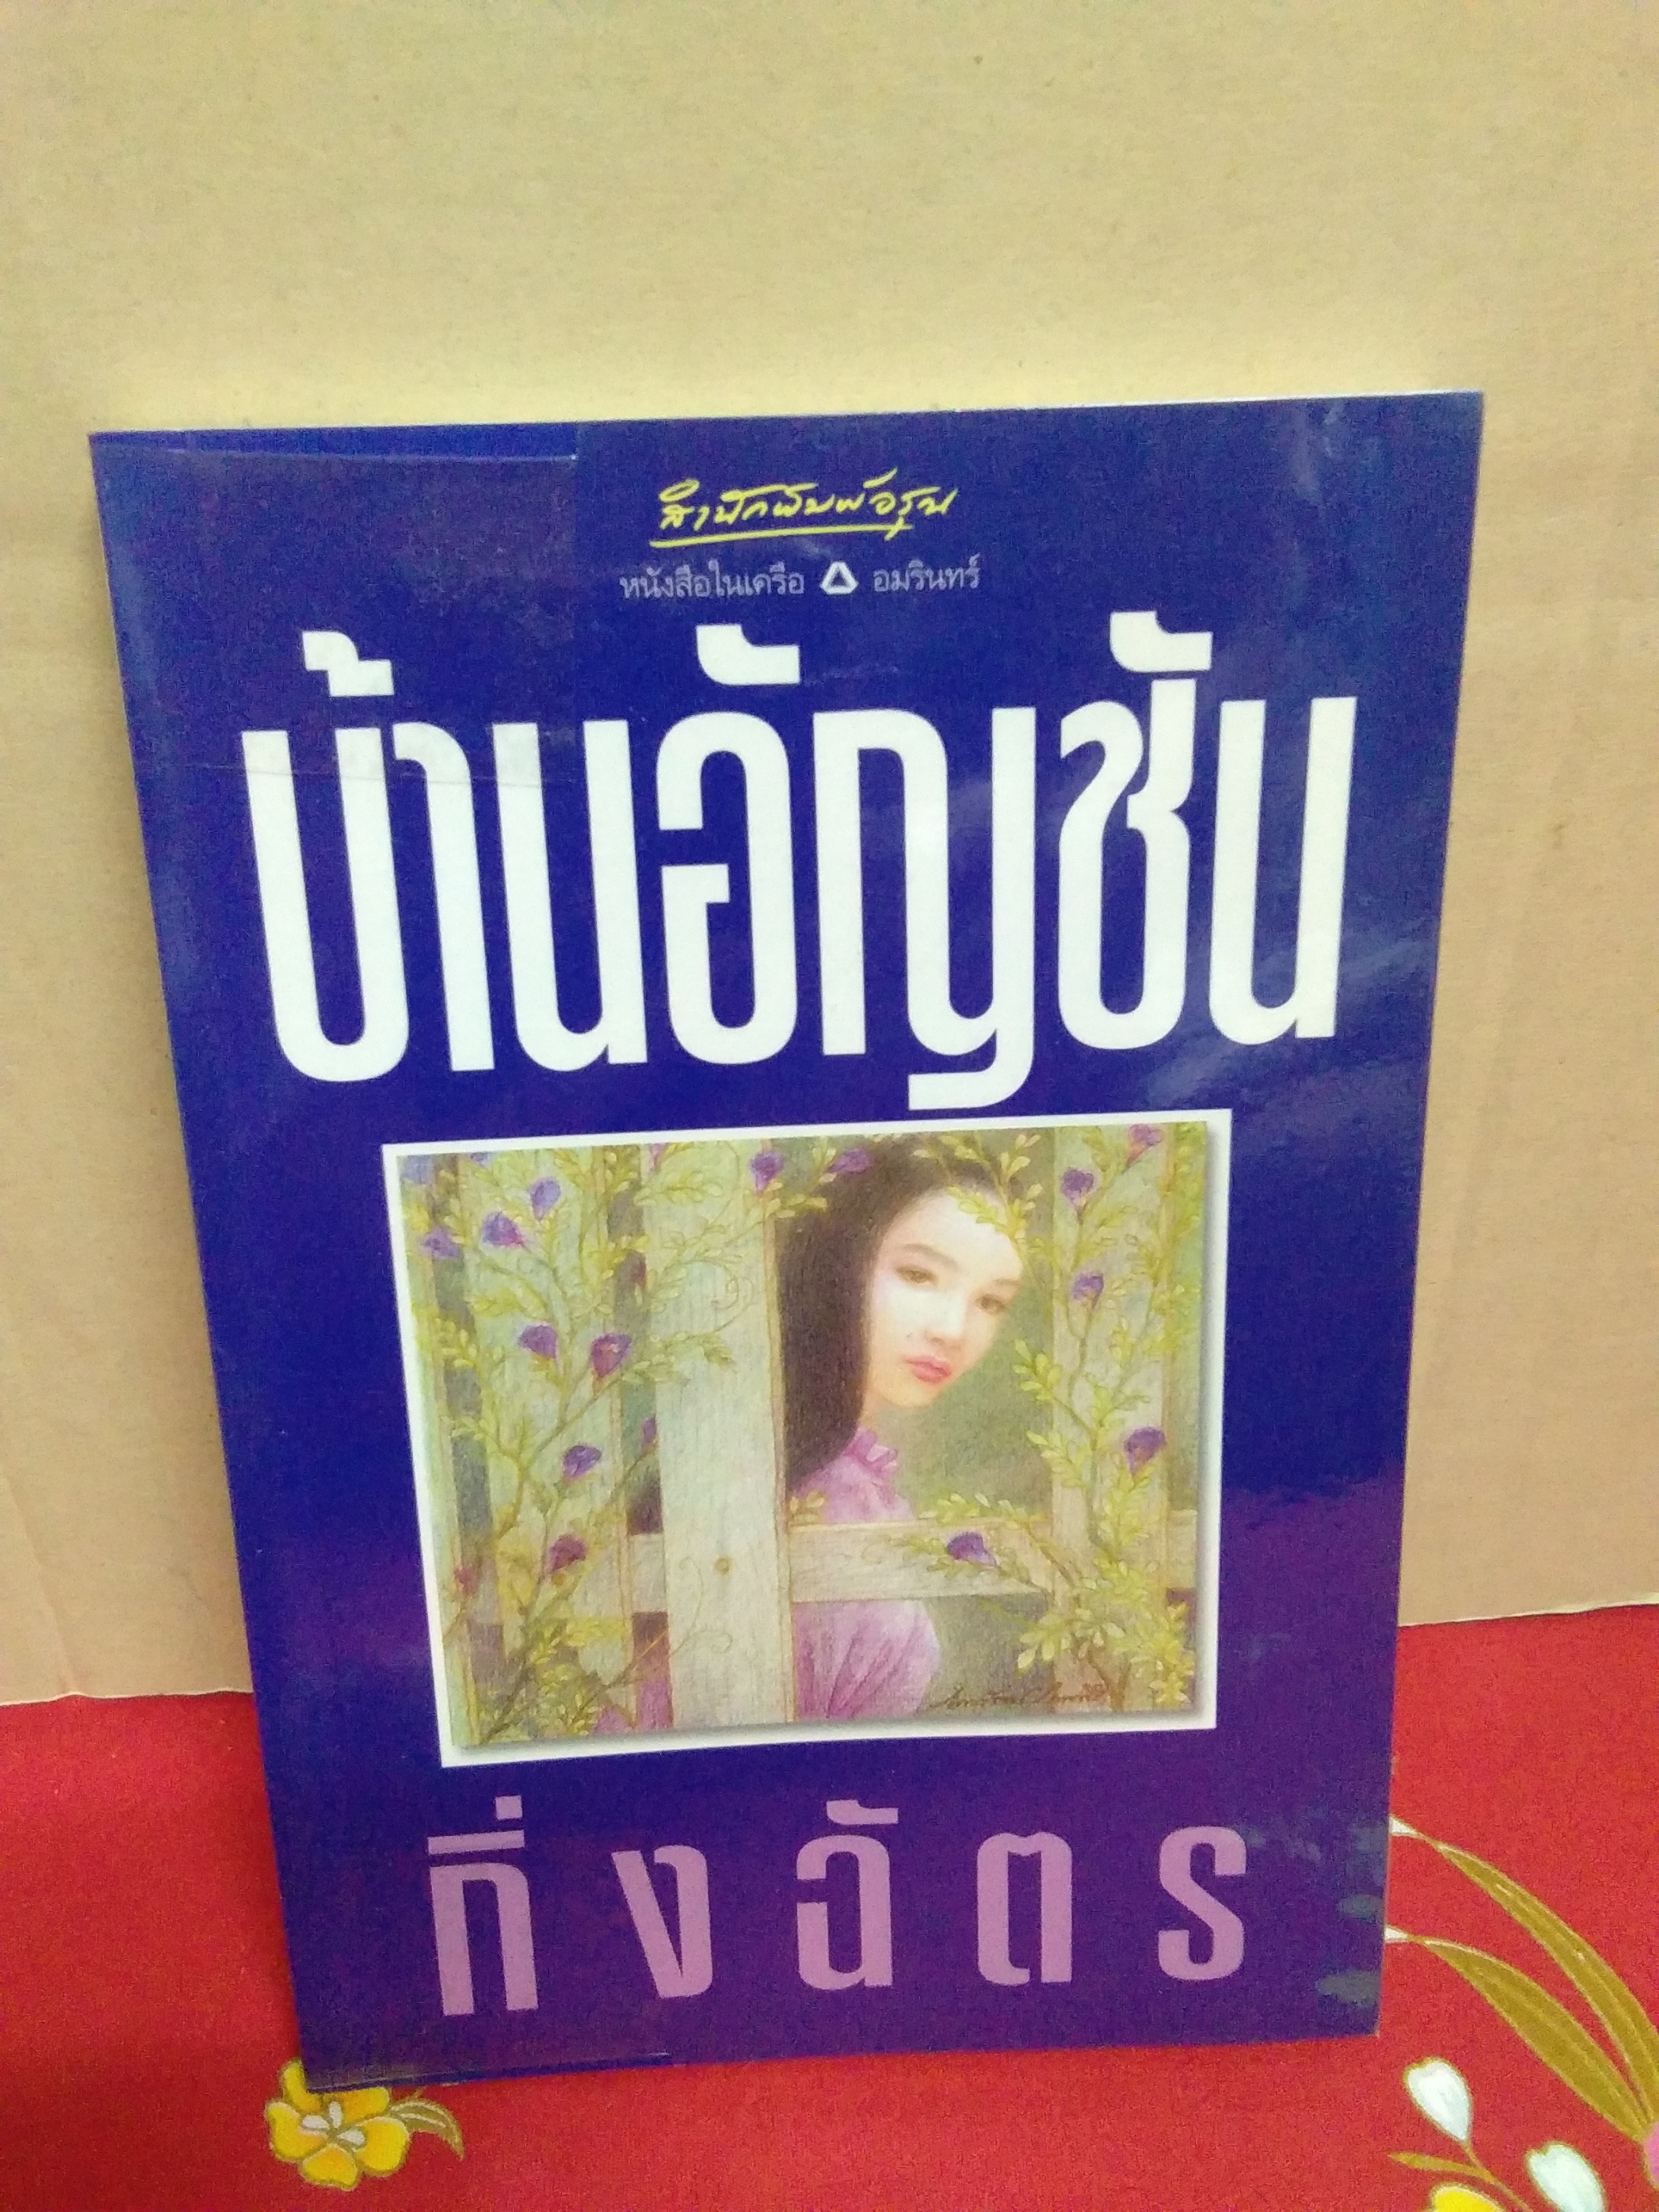 สำนักพิมพ์อรุณ
หนังสือในเครือ อมรินทร์
บ้านอัญชัน
กิ่งฉัตร